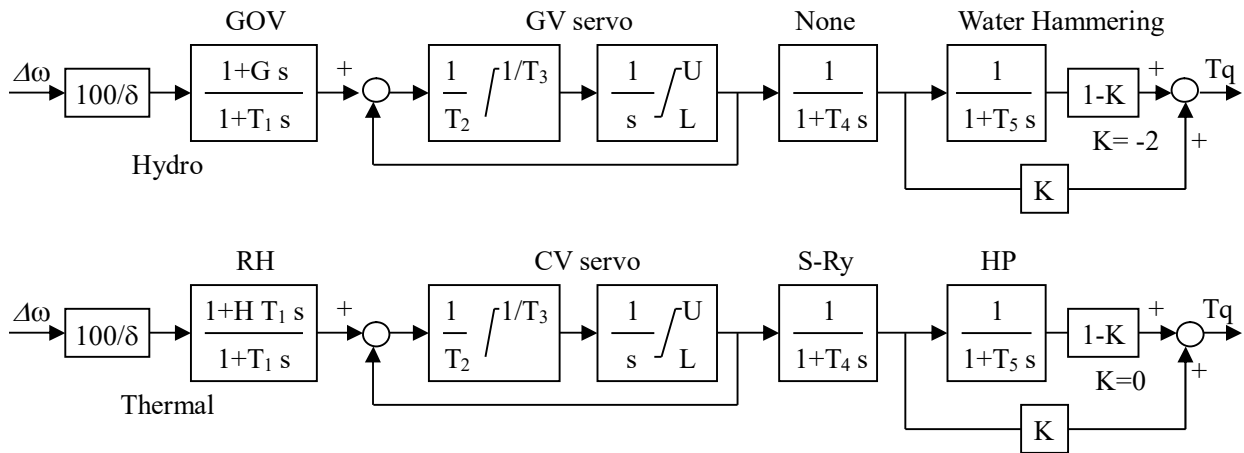 GOV GV servo None Water Hammering
Δω 100/δ 1+G s + 1 1/T3 1 U 1 1 1-K + Tq
1+T1 s T2 s L 1+T4 s 1+T5 s K= -2 +
Hydro
K
RH CV servo S-Ry HP
Δω 100/δ 1+H T1 s + 1 1/T3 1 U 1 1 1-K + Tq
1+T1 s T2 s L 1+T4 s 1+T5 s K=0 +
Thermal
K